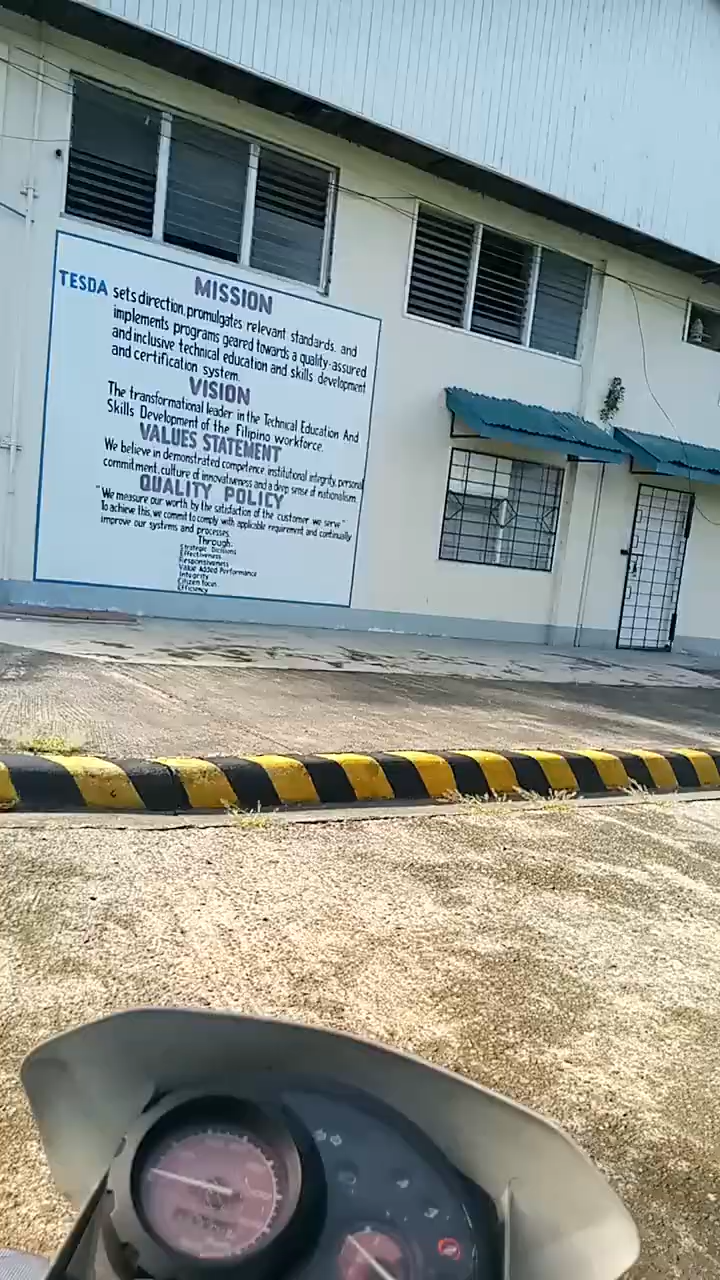 MISSION
TESDA sets direction, promulgates relevant standards, and
implements programs geared towards a quality-assured
and inclusive technical education and skills development
and certification system.
VISION
The transformational leader in the Technical Education And
Skills Development of the Filipino workforce.
VALUES STATEMENT
We believe in demonstrated competence, institutional integrity, personal
commitment, culture of innovativeness and a deep sense of nationalism.
QUALITY POLICY
"We measure our worth by the satisfaction of the customer we serve"
To achieve this, we commit to comply with applicable requirement and continually
improve our systems and processes.
Through:
Strategic Decisions
Effectiveness
Responsiveness
Value Added Performance
Integrity
Citizen focus
Efficiency